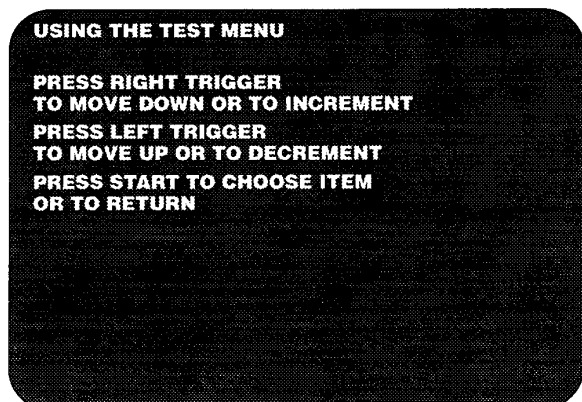 USING THE TEST MENU
PRESS RIGHT TRIGGER
TO MOVE DOWN OR TO INCREMENT
PRESS LEFT TRIGGER
TO MOVE UP OR TO DECREMENT
PRESS START TO CHOOSE ITEM
OR TO RETURN